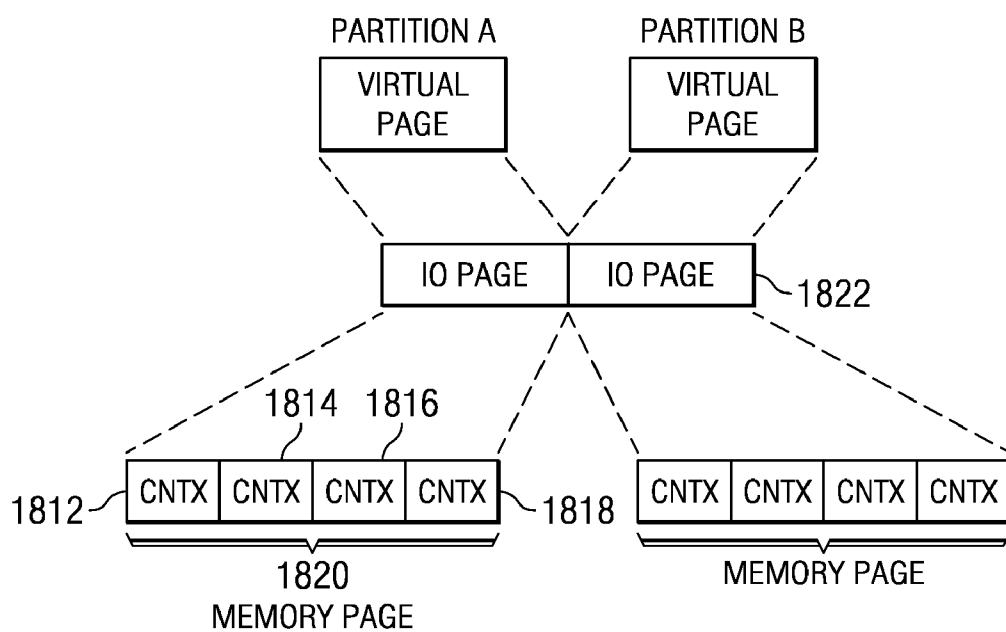 PARTITION A
PARTITION B
VIRTUAL
PAGE
VIRTUAL
PAGE
IO PAGE
IO PAGE
1822
1814
1816
1812
CNTX
CNTX
CNTX
CNTX
1818
CNTX
CNTX
CNTX
CNTX
1820
MEMORY PAGE
MEMORY PAGE